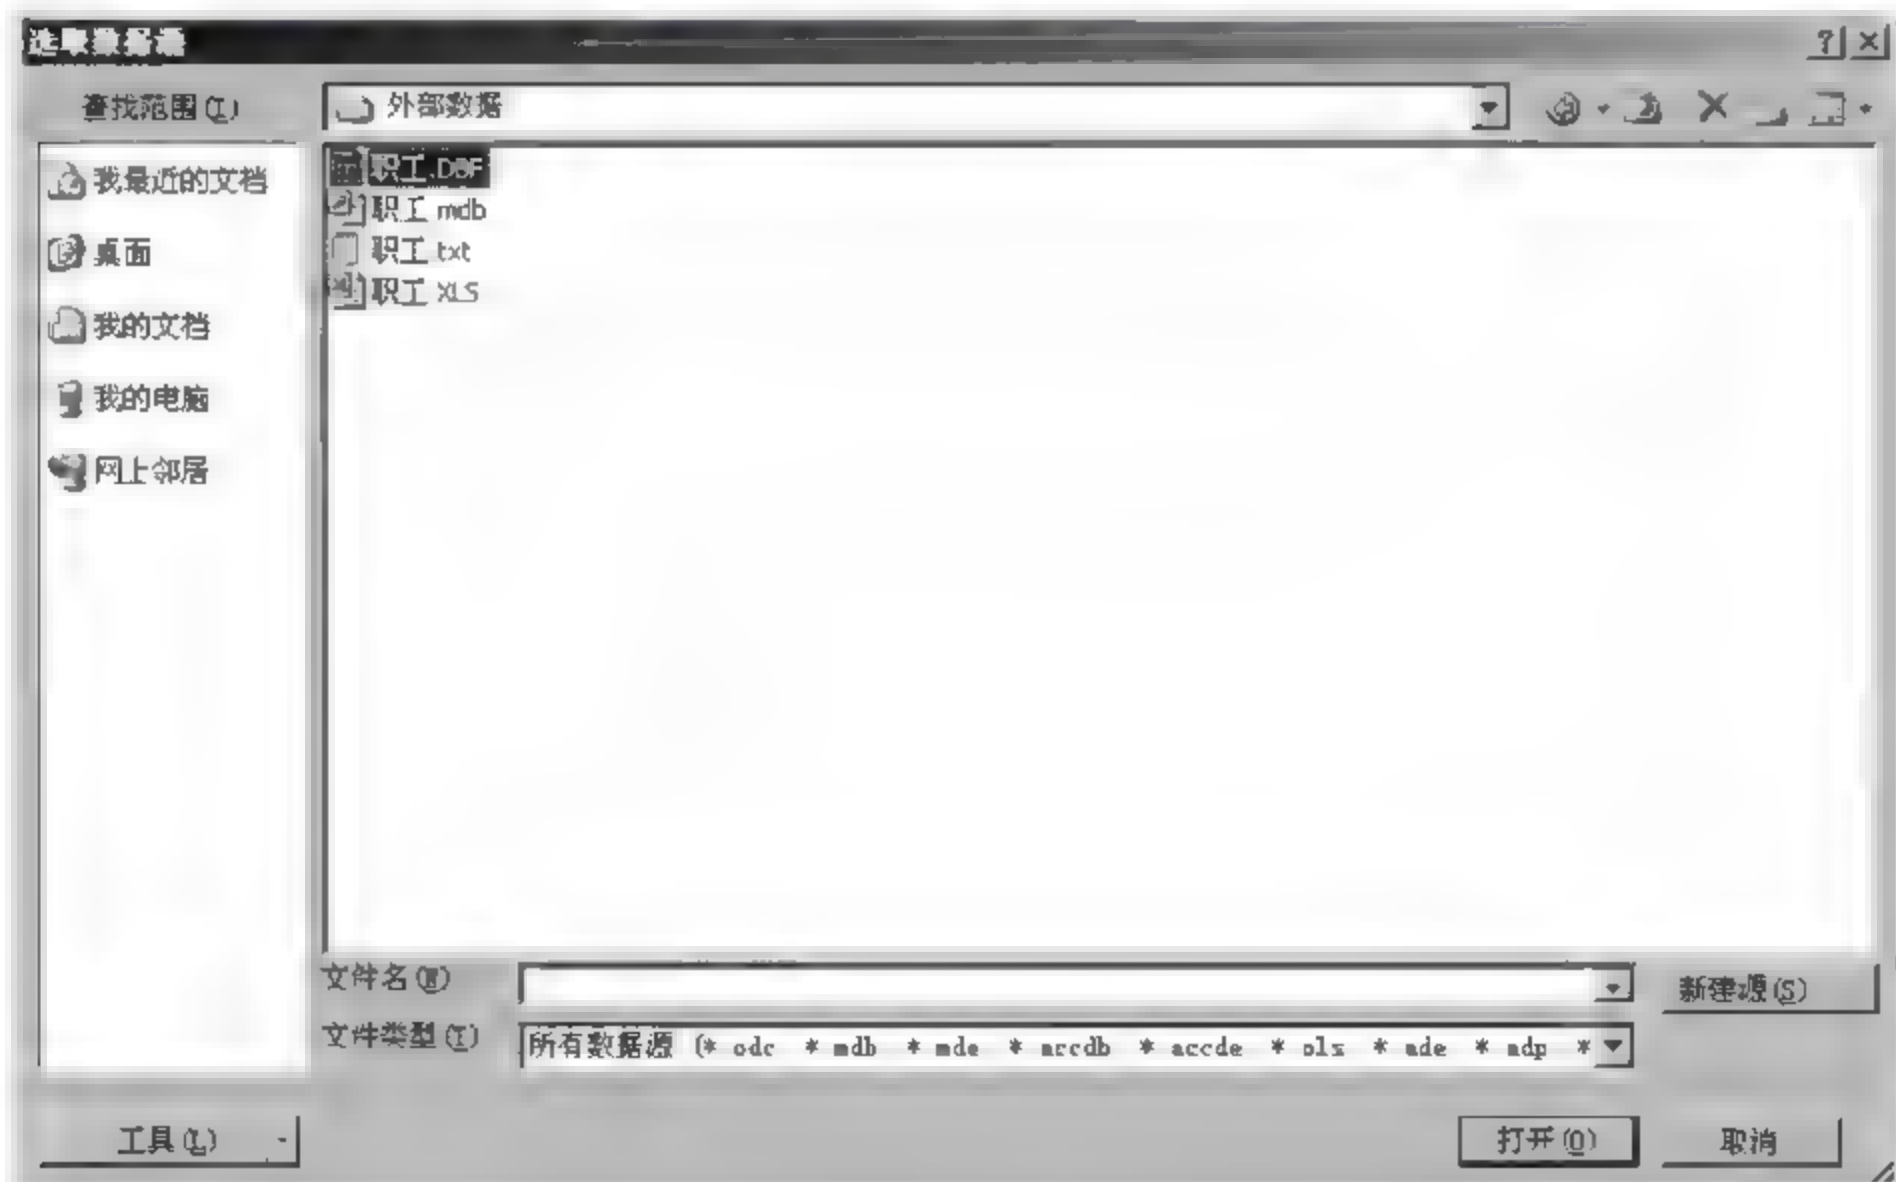 选取数据源
查找范围(I)
外部数据
我最近的文档
桌面
我的文档
我的电脑
网上邻居
职工.DBF
职工 mdb
职工 txt
职工 XLS
文件名(N)
新建源(S)
文件类型(T)
所有数据源 (* odc * mdb * mde * accdb * accde * ols * ade * adp *
工具(L)
打开(O)
取消